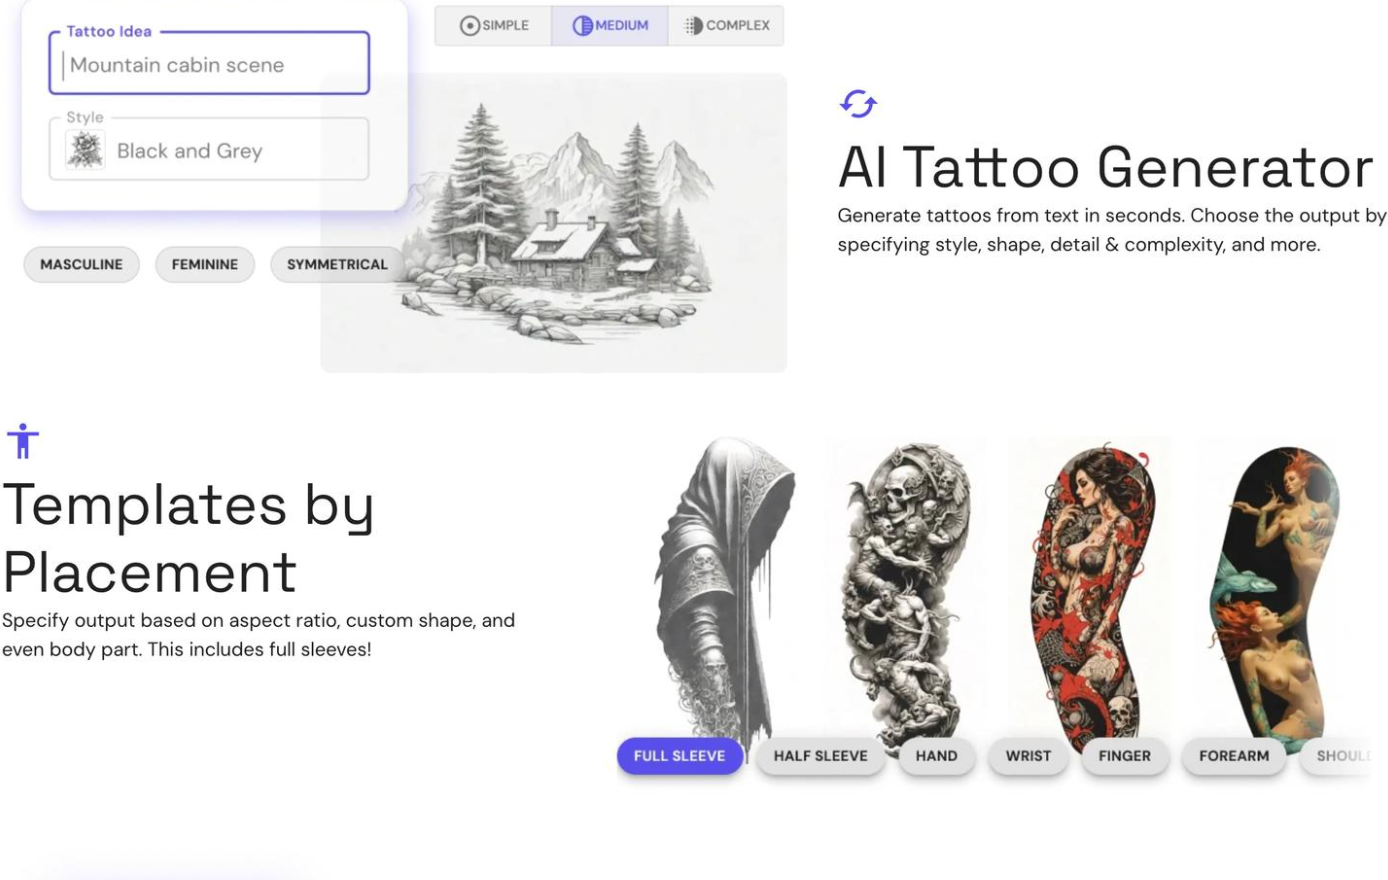 Tattoo Idea
Mountain cabin scene
Style
Black and Grey
MASCULINE
FEMININE
SYMMETRICAL
SIMPLE
MEDIUM
COMPLEX
AI Tattoo Generator
Generate tattoos from text in seconds. Choose the output by
specifying style, shape, detail & complexity, and more.
Templates by
Placement
Specify output based on aspect ratio, custom shape, and
even body part. This includes full sleeves!
FULL SLEEVE
HALF SLEEVE
HAND
WRIST
FINGER
FOREARM
SHOUL